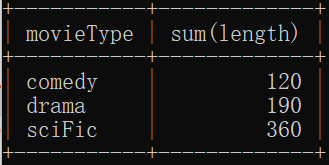 movieType | sum(length)
comedy | 120
drama | 190
sciFic | 360